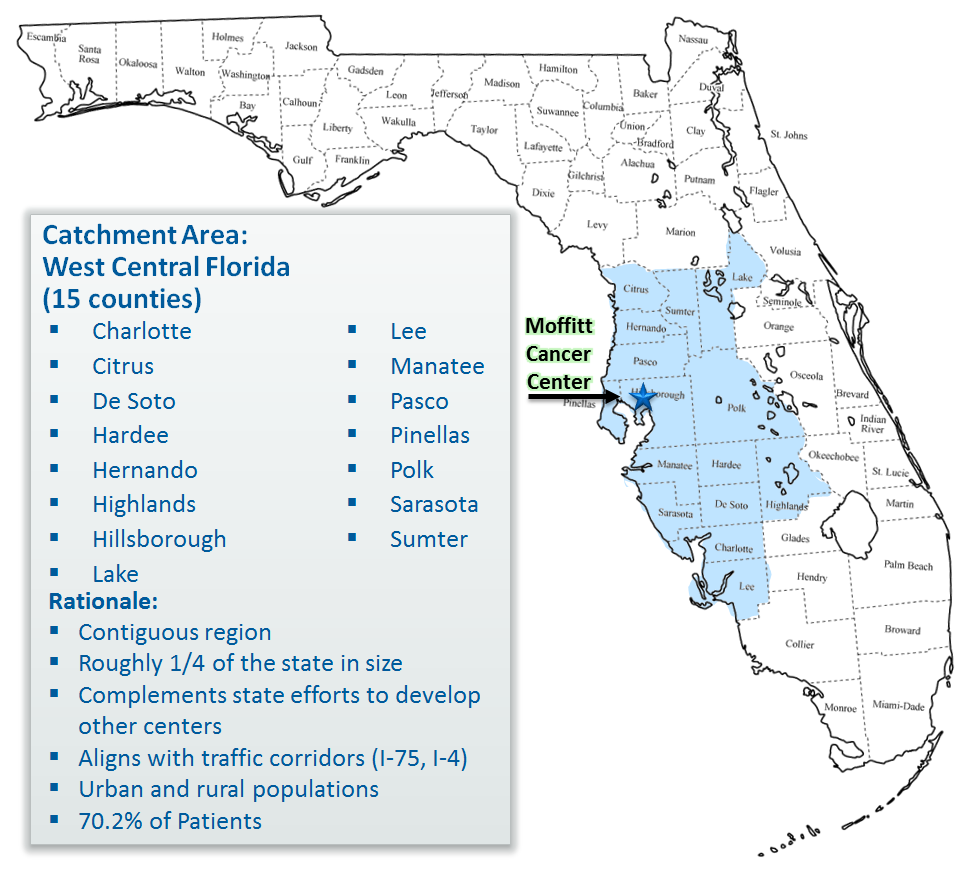 Escambia
Santa
Rosa
Okaloosa
Walton
Holmes
Washington
Jackson
Bay
Calhoun
Gulf
Liberty
Gadsden
Franklin
Leon
Wakulla
Jefferson
Madison
Taylor
Hamilton
Suwannee
Lafayette
Dixie
Columbia
Gilchrist
Baker
Union
Bradford
Alachua
Levy
Nassau
Duval
Clay
St. Johns
Putnam
Flagler
Marion
Volusia
Citrus
Sumter
Lake
Hernando
Pasco
Seminole
Orange
Osceola
Brevard
Indian
River
Pinellas
orough
Polk
Manatee
Hardee
Okeechobee
St. Lucie
Sarasota
De Soto
Highlands
Martin
Charlotte
Glades
Lee
Hendry
Palm Beach
Collier
Broward
Monroe
Miami-Dade
Moffitt
Cancer
Center
Catchment Area:
West Central Florida
(15 counties)
▪ Charlotte
▪ Citrus
▪ De Soto
▪ Hardee
▪ Hernando
▪ Highlands
▪ Hillsborough
▪ Lake
▪ Lee
▪ Manatee
▪ Pasco
▪ Pinellas
▪ Polk
▪ Sarasota
▪ Sumter
Rationale:
▪ Contiguous region
▪ Roughly 1/4 of the state in size
▪ Complements state efforts to develop
other centers
▪ Aligns with traffic corridors (I-75, I-4)
▪ Urban and rural populations
▪ 70.2% of Patients